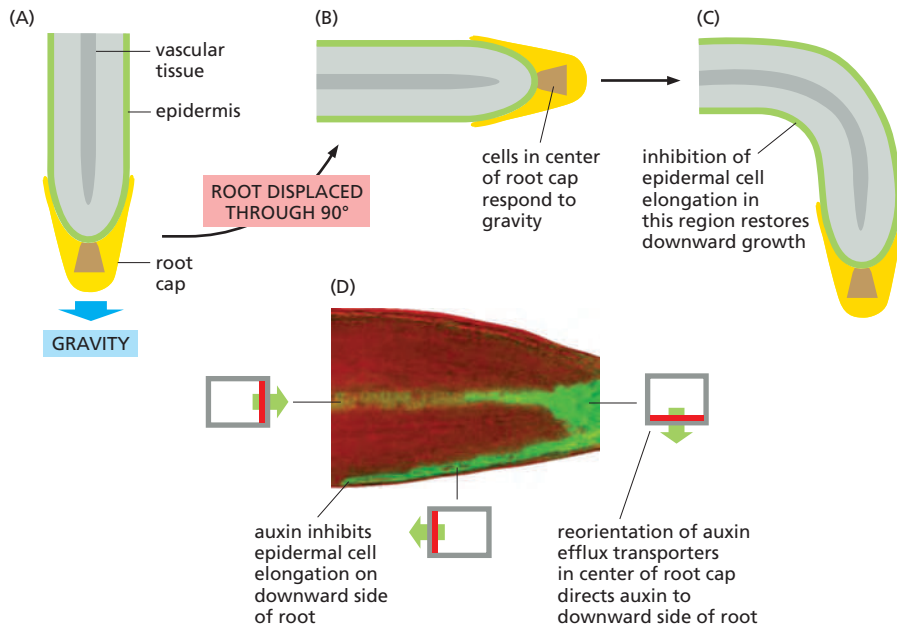 (A)
vascular
tissue
epidermis
ROOT DISPLACED
THROUGH 90°
root
cap
GRAVITY
(B)
cells in center
of root cap
respond to
gravity
(C)
inhibition of
epidermal cell
elongation in
this region restores
downward growth
(D)
auxin inhibits
epidermal cell
elongation on
downward side
of root
reorientation of auxin
efflux transporters
in center of root cap
directs auxin to
downward side of root